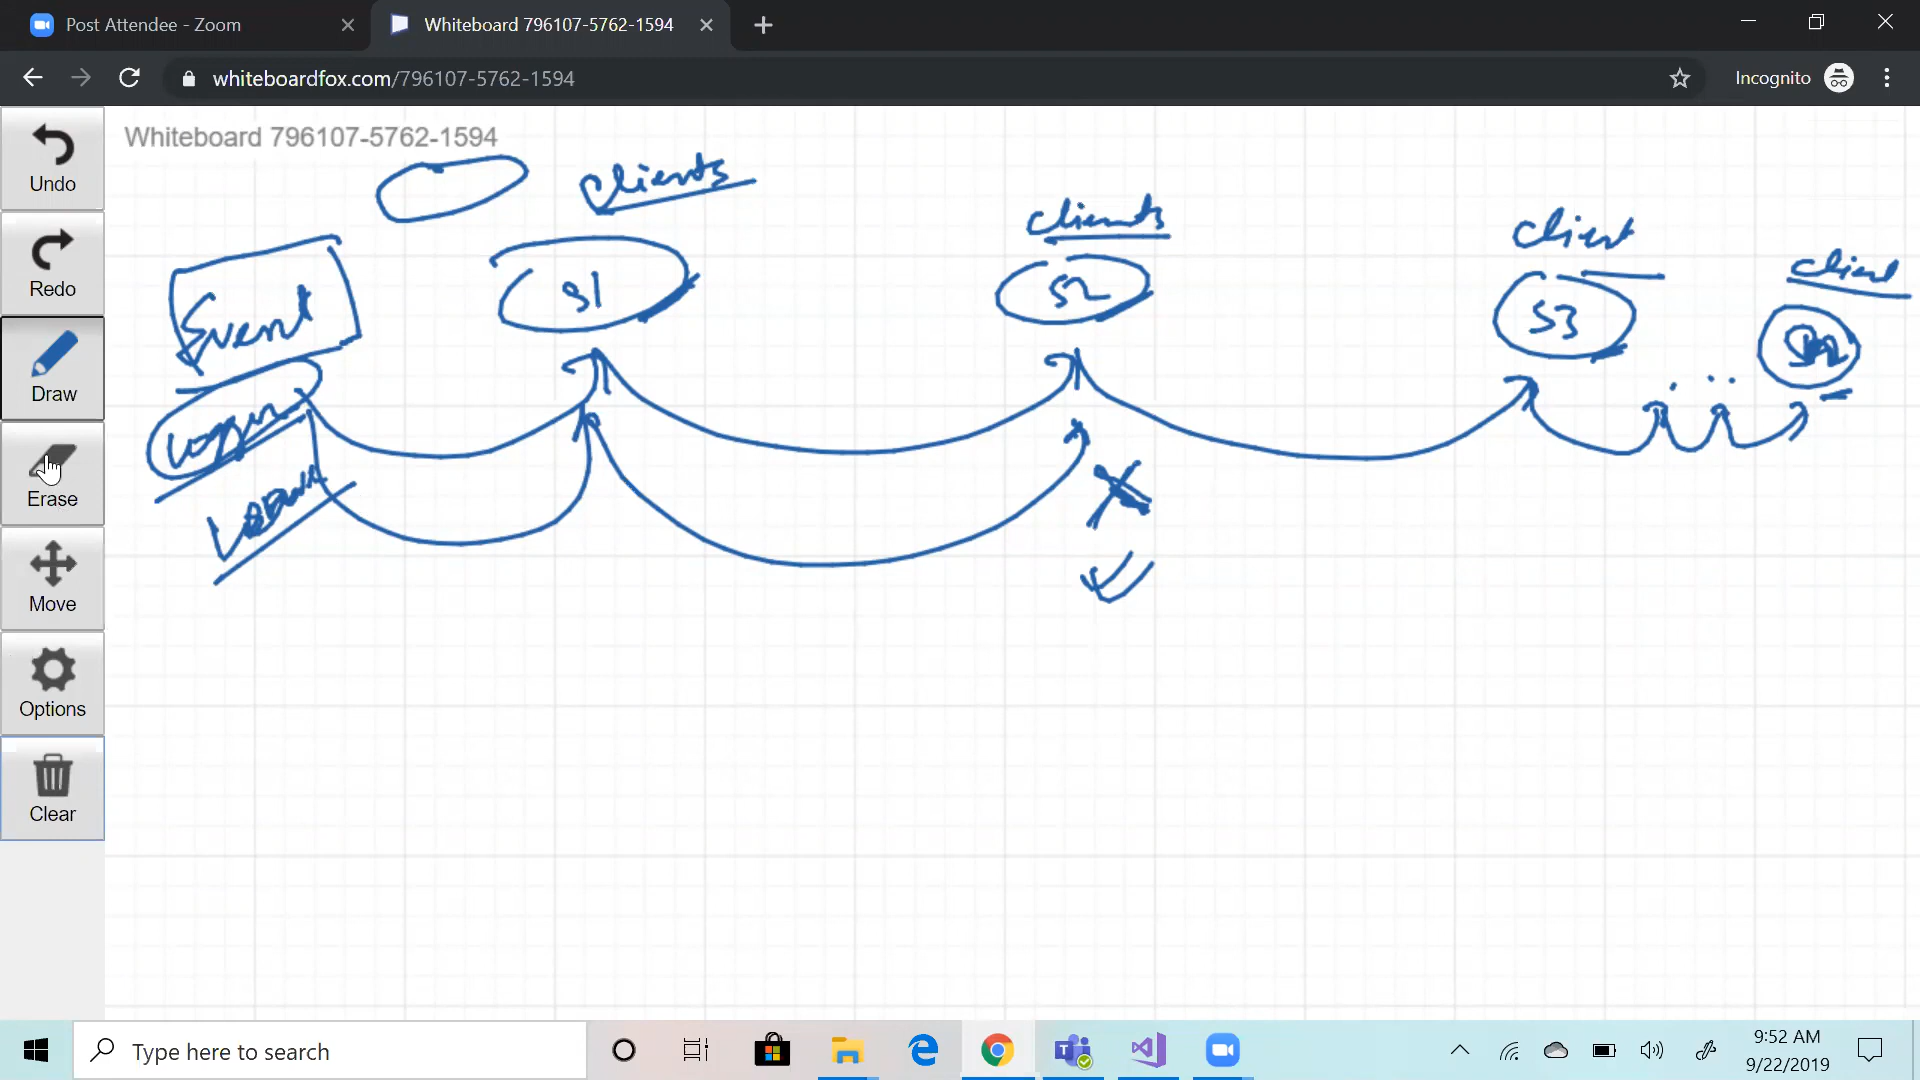 Post Attendee - Zoom
Whiteboard 796107-5762-1594
whiteboardfox.com/796107-5762-1594
Incognito
Undo
Redo
Draw
Erase
Move
Options
Clear
Whiteboard 796107-5762-1594
clients
clients
client
client
Event
S1
S2
S3
Login
Type here to search
9:52 AM
9/22/2019